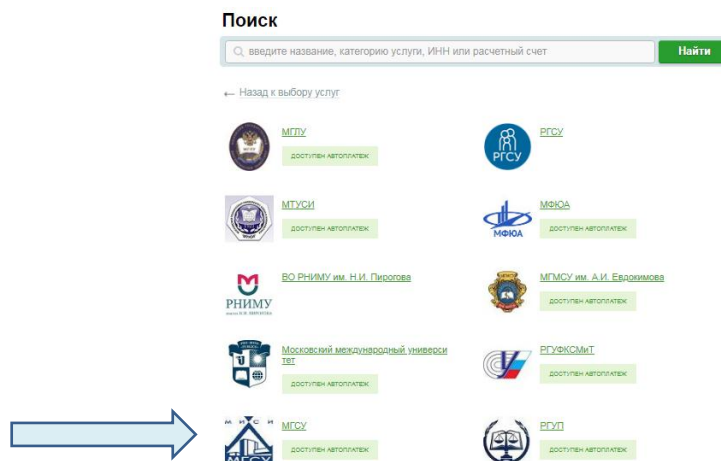 Поиск
введите название, категорию услуги, ИНН или расчетный счет
Найти
← Назад к выбору услуг
МГЛУ
ДОСТУПЕН АВТОПЛАТЕЖ
РГСУ
РГСУ
МТУСИ
ДОСТУПЕН АВТОПЛАТЕЖ
МФЮА
МФЮА
ДОСТУПЕН АВТОПЛАТЕЖ
РНИМУ
ВО РНИМУ им. Н.И. Пирогова
МГМСУ им. А.И. Евдокимова
ДОСТУПЕН АВТОПЛАТЕЖ
Московский международный универси
тет
ДОСТУПЕН АВТОПЛАТЕЖ
РГУФКСМиТ
ДОСТУПЕН АВТОПЛАТЕЖ
М И С И
МГСУ
МГСУ
ДОСТУПЕН АВТОПЛАТЕЖ
РГУП
ДОСТУПЕН АВТОПЛАТЕЖ